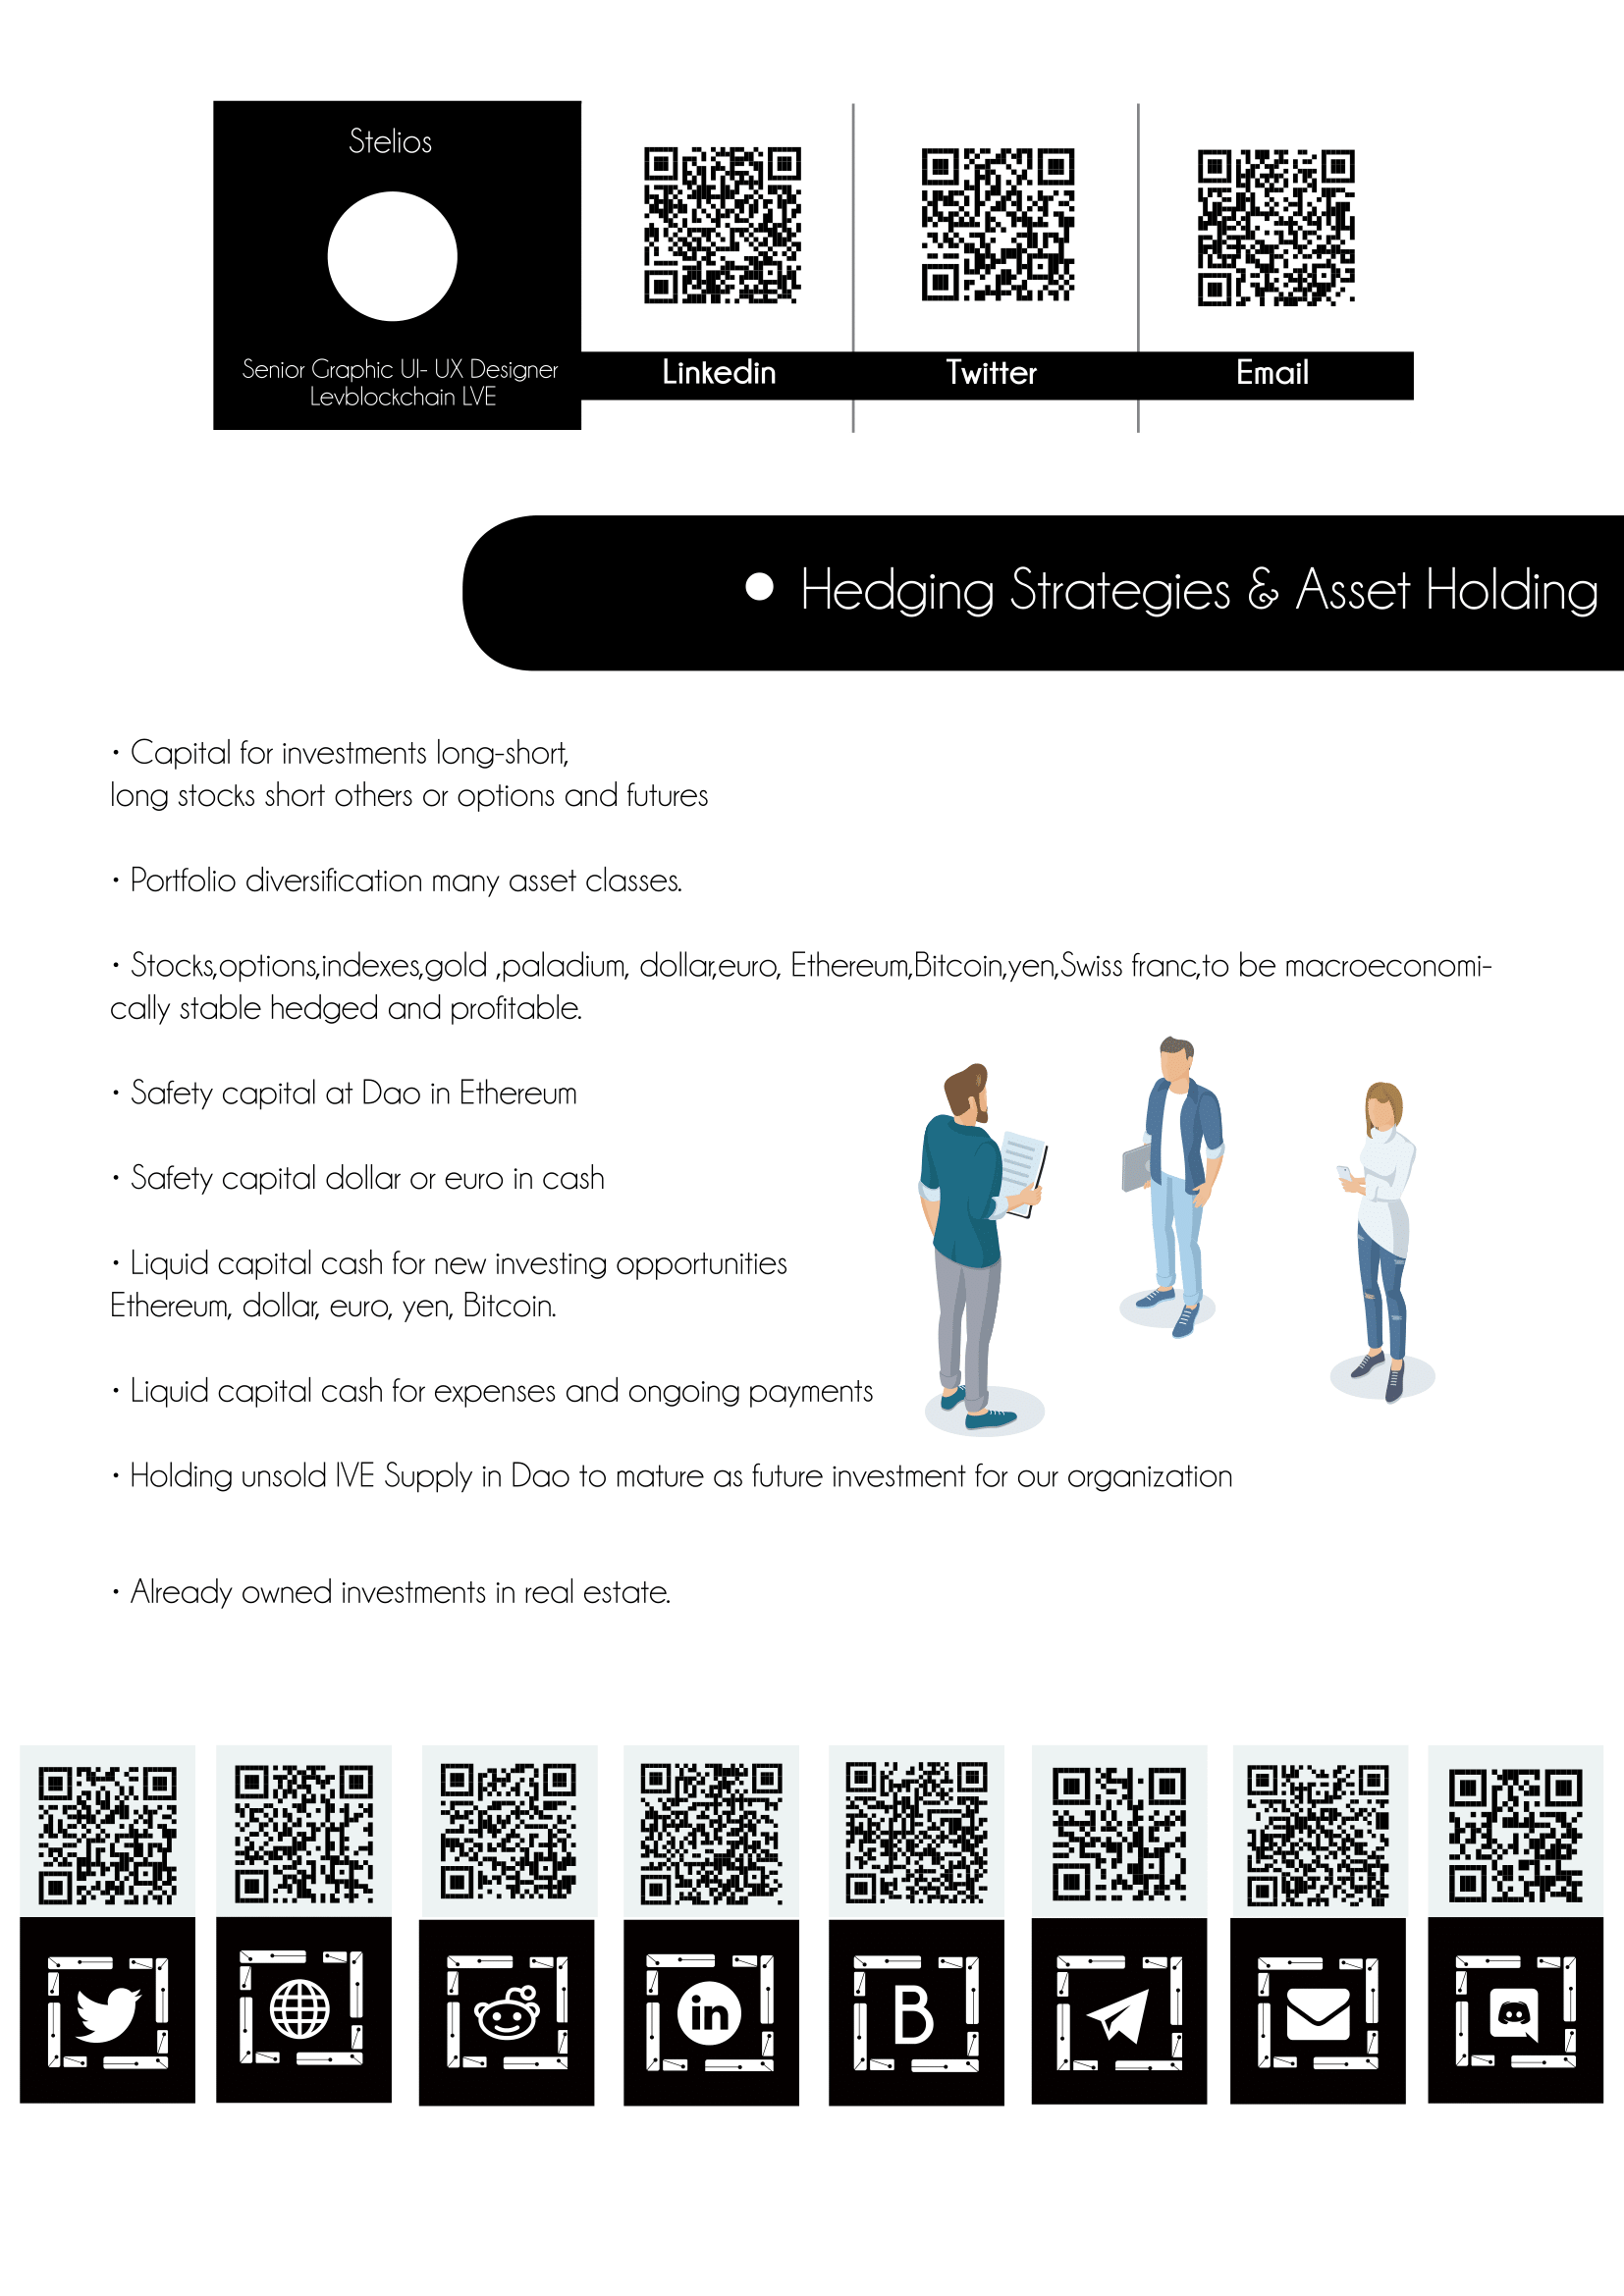 Stelios
Senior Graphic UI- UX Designer
Levblockchain LVE
Linkedin
Twitter
Email
• Hedging Strategies & Asset Holding
• Capital for investments long-short,
long stocks short others or options and futures
• Portfolio diversification many asset classes.
• Stocks,options,indexes,gold ,paladium, dollar,euro, Ethereum,Bitcoin,yen,Swiss franc,to be macroeconomi-
cally stable hedged and profitable.
• Safety capital at Dao in Ethereum
• Safety capital dollar or euro in cash
• Liquid capital cash for new investing opportunities
Ethereum, dollar, euro, yen, Bitcoin.
• Liquid capital cash for expenses and ongoing payments
• Holding unsold IVE Supply in Dao to mature as future investment for our organization
• Already owned investments in real estate.
in
B